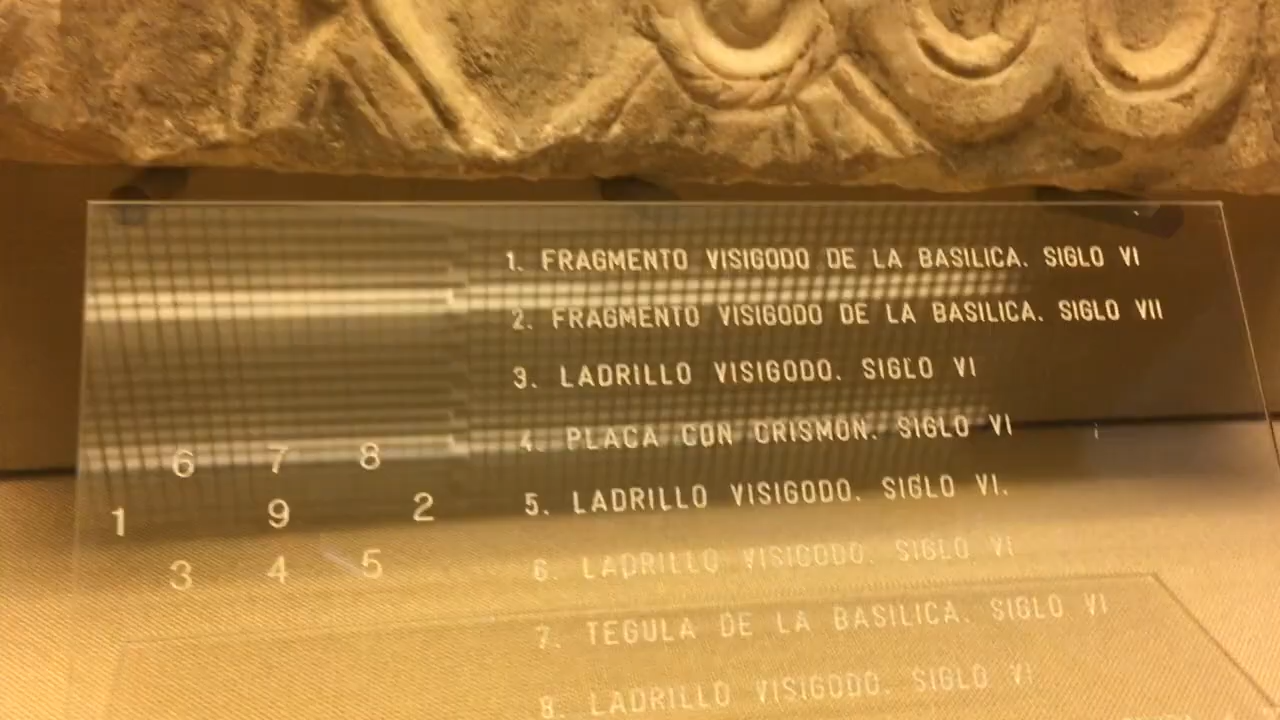 1. FRAGMENTO VISIGODO DE LA BASILICA. SIGLO VI
2. FRAGMENTO VISIGODO DE LA BASILICA. SIGLO VII
3. LADRILLO VISIGODO. SIGLO VI
4. PLACA CON CRISMON. SIGLO VI
5. LADRILLO VISIGODO. SIGLO VI.
6. LADRILLO VISIGODO. SIGLO VI
7. TEGULA DE LA BASILICA. SIGLO VI
8. LADRILLO VISIGODO. SIGLO VI
6 7 8
1 9 2
3 4 5